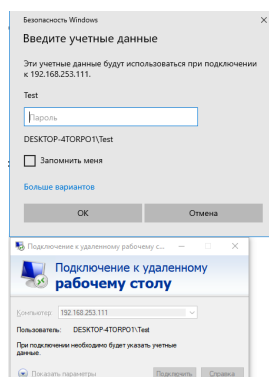 Безопасность Windows
Введите учетные данные
Эти учетные данные будут использоваться при подключении
к 192.168.253.111.
Test
Пароль
DESKTOP-4TORPO1\Test
Запомнить меня
Больше вариантов
ОК
Отмена
Подключение к удаленному рабочему с...
Подключение к удаленному
рабочему столу
Компьютер:
192.168.253.111
Пользователь:
DESKTOP-4TORPO1\Test
При подключении необходимо будет указать учетные
данные.
Показать параметры
Подключить
Справка